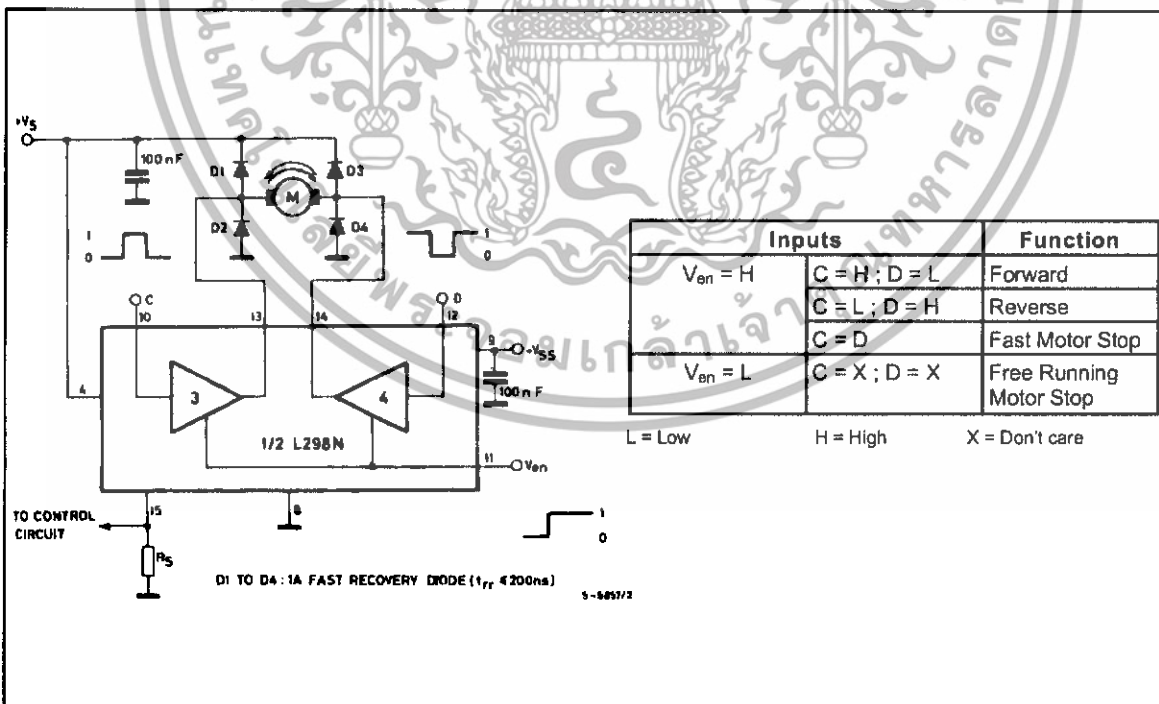 +VS
100 nF
D1
D3
M
D2
D4
1
0
1
0
C
10
13
14
D
12
9
+VSS
100 nF
4
3
4
1/2 L298N
11
Ven
15
8
TO CONTROL
CIRCUIT
RS
1
0
D1 TO D4 : 1A FAST RECOVERY DIODE (trr ≤ 200ns)
S-5857/2
Inputs Function
Ven = H C = H ; D = L Forward
C = L ; D = H Reverse
C = D Fast Motor Stop
Ven = L C = X ; D = X Free Running
Motor Stop
L = Low H = High X = Don't care